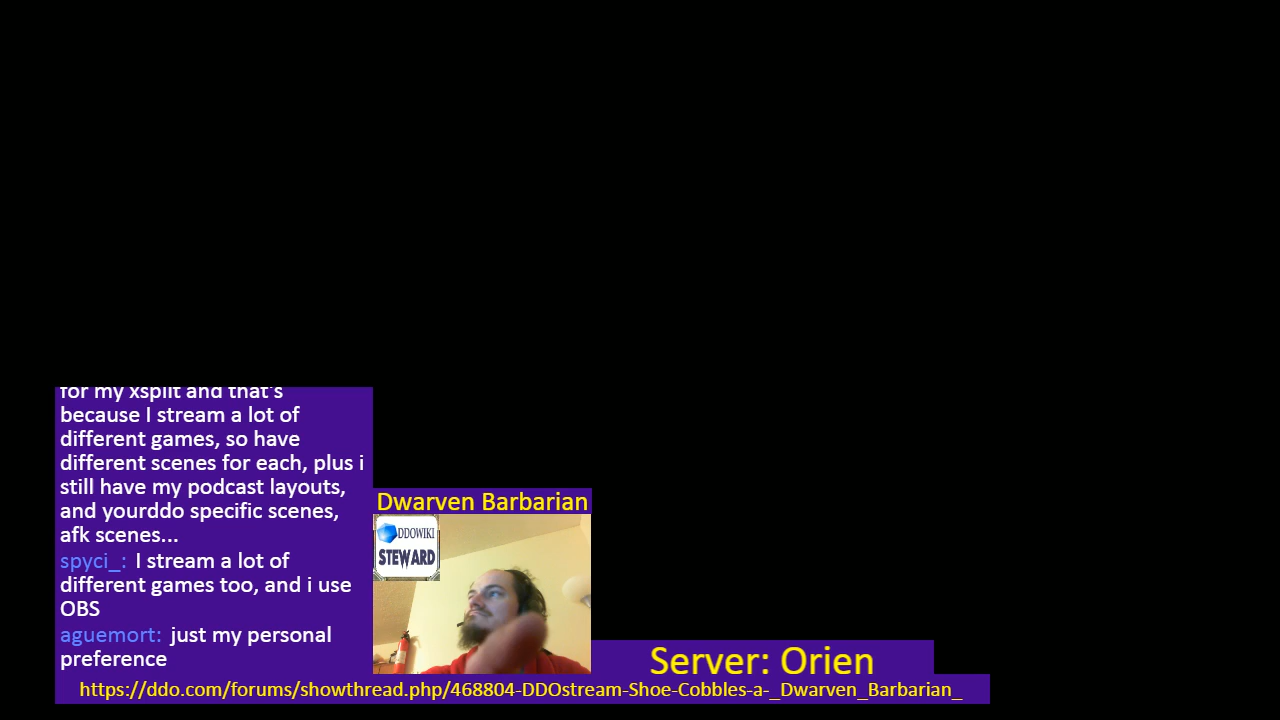 for my xsplit and that's
because I stream a lot of
different games, so have
different scenes for each, plus i
still have my podcast layouts,
and yourddo specific scenes,
afk scenes...
spyci_: I stream a lot of
different games too, and i use
OBS
aguemort: just my personal
preference
Dwarven Barbarian
DDOWIKI
STEWARD
Server: Orien
https://ddo.com/forums/showthread.php/468804-DDOstream-Shoe-Cobbles-a-_Dwarven_Barbarian_